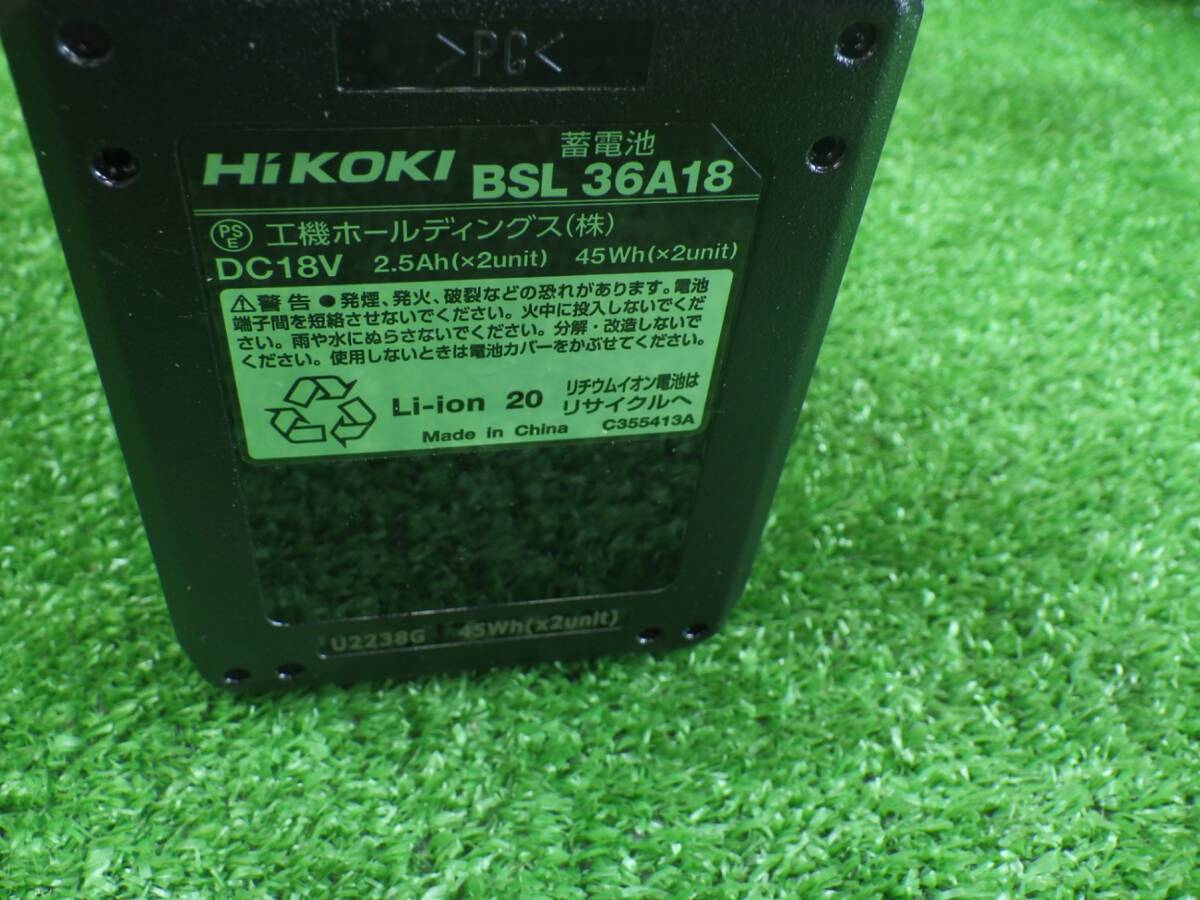 >PC<
蓄電池
HiKOKI BSL 36A18
PSE 工機ホールディングス(株)
DC18V 2.5Ah(×2unit) 45Wh(×2unit)
⚠警告 ●発煙、発火、破裂などの恐れがあります。電池
端子間を短絡させないでください。火中に投入しないでくだ
さい。雨や水にぬらさないでください。分解・改造しないで
ください。使用しないときは電池カバーをかぶせてください。
Li-ion 20 リチウムイオン電池は
リサイクルへ
Made in China C355413A
U2238G 45Wh(x2unit)